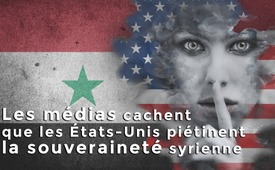 Les médias cachent
que les États-Unis piétinent
la souveraineté syrienne